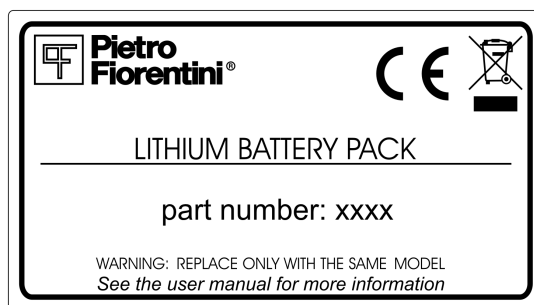 Pietro
Fiorentini®
CE
LITHIUM BATTERY PACK
part number: xxxx
WARNING: REPLACE ONLY WITH THE SAME MODEL
See the user manual for more information